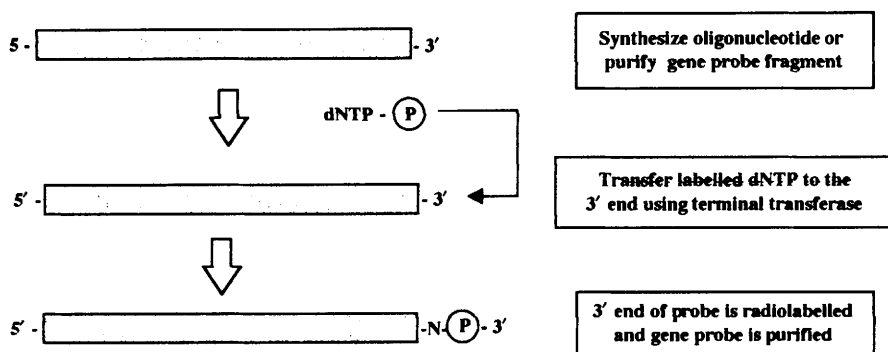 5 -
- 3′
Synthesize oligonucleotide or
purify gene probe fragment
dNTP - P
5′ -
- 3′
Transfer labelled dNTP to the
3′ end using terminal transferase
5′ -
-N- P - 3′
3′ end of probe is radiolabelled
and gene probe is purified